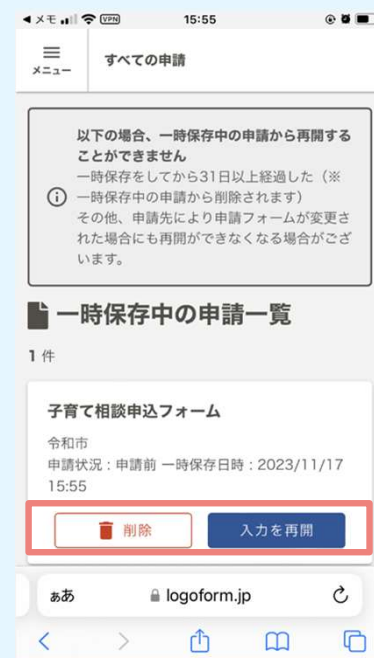 メモ VPN 15:55
メニュー
すべての申請
以下の場合、一時保存中の申請から再開する
ことができません
一時保存をしてから31日以上経過した（※
一時保存中の申請から削除されます）
その他、申請先により申請フォームが変更さ
れた場合にも再開ができなくなる場合がござ
います。
一時保存中の申請一覧
1 件
子育て相談申込フォーム
令和市
申請状況：申請前 一時保存日時：2023/11/17
15:55
削除 入力を再開
ぁあ logoform.jp